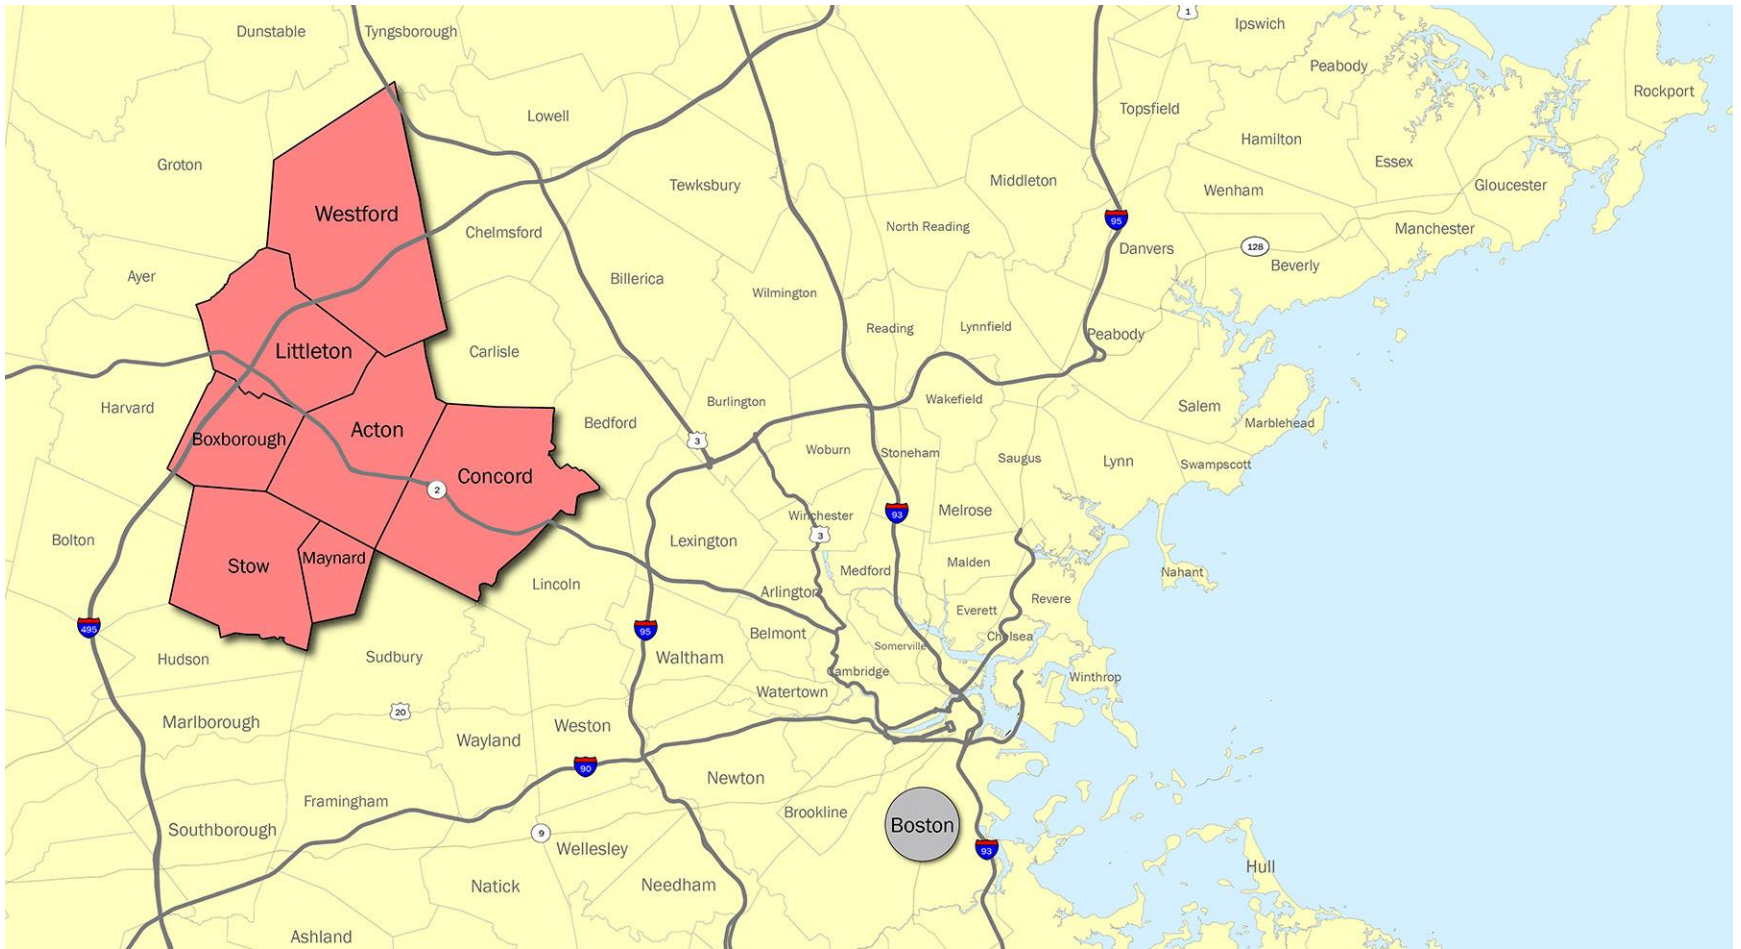 1
Ipswich
Dunstable
Tyngsborough
Peabody
Rockport
Topsfield
Lowell
Hamilton
Essex
Groton
Middleton
Tewksbury
Wenham
Gloucester
Westford
95
North Reading
Manchester
Chelmsford
128
Danvers
Beverly
Ayer
Billerica
Wilmington
Reading
Lynnfield
Peabody
Littleton
Carlisle
Harvard
Burlington
Wakefield
Salem
Marblehead
Bedford
Acton
Boxborough
3
Woburn
Stoneham
Saugus
Lynn
Swampscott
Concord
2
Melrose
93
Winchester
3
Bolton
Lexington
Stow
Maynard
Malden
Medford
Nahant
Lincoln
Arlington
Revere
Everett
495
95
Belmont
Chelsea
Somerville
Hudson
Sudbury
Waltham
Cambridge
Winthrop
Watertown
20
Marlborough
Weston
Wayland
90
Newton
Framingham
Brookline
Boston
Southborough
9
Wellesley
93
Hull
Natick
Needham
Ashland